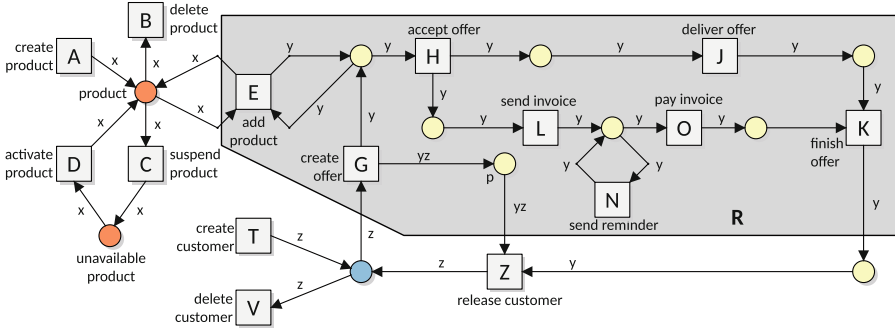 B
delete
product
accept offer
deliver offer
create
product
A
x
x
x
y
y
H
y
y
J
y
product
E
y
y
y
x
x
x
add
product
y
send invoice
pay invoice
y
y
L
y
y
O
y
K
activate
product
D
C
suspend
product
create
offer
G
yz
p
y
y
finish
offer
x
x
N
yz
send reminder
R
y
unavailable
product
create
customer
T
z
z
delete
customer
V
z
z
Z
y
release customer